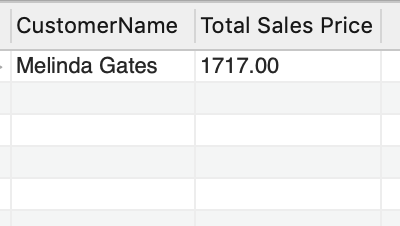 CustomerName Total Sales Price
Melinda Gates 1717.00